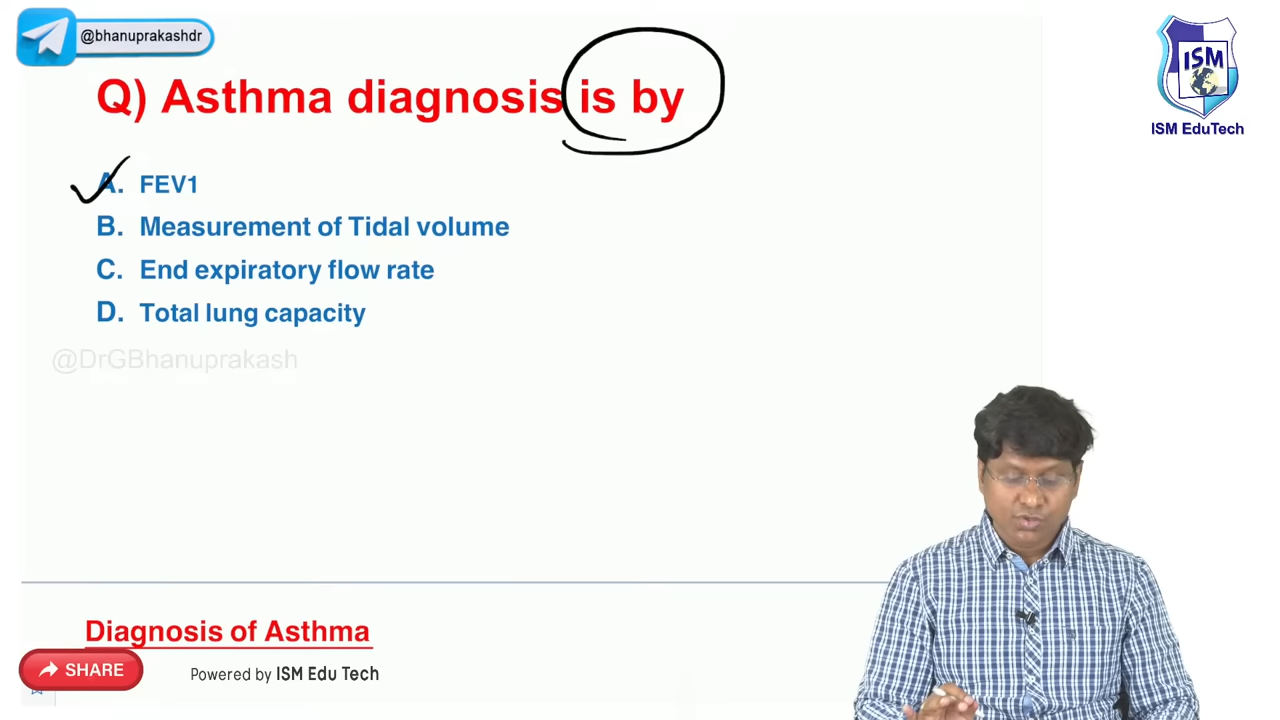 @bhanuprakashdr
ISM
ISM EduTech
Q) Asthma diagnosis is by
A. FEV1
B. Measurement of Tidal volume
C. End expiratory flow rate
D. Total lung capacity
@DrGBhanuprakash
Diagnosis of Asthma
SHARE
Powered by ISM Edu Tech